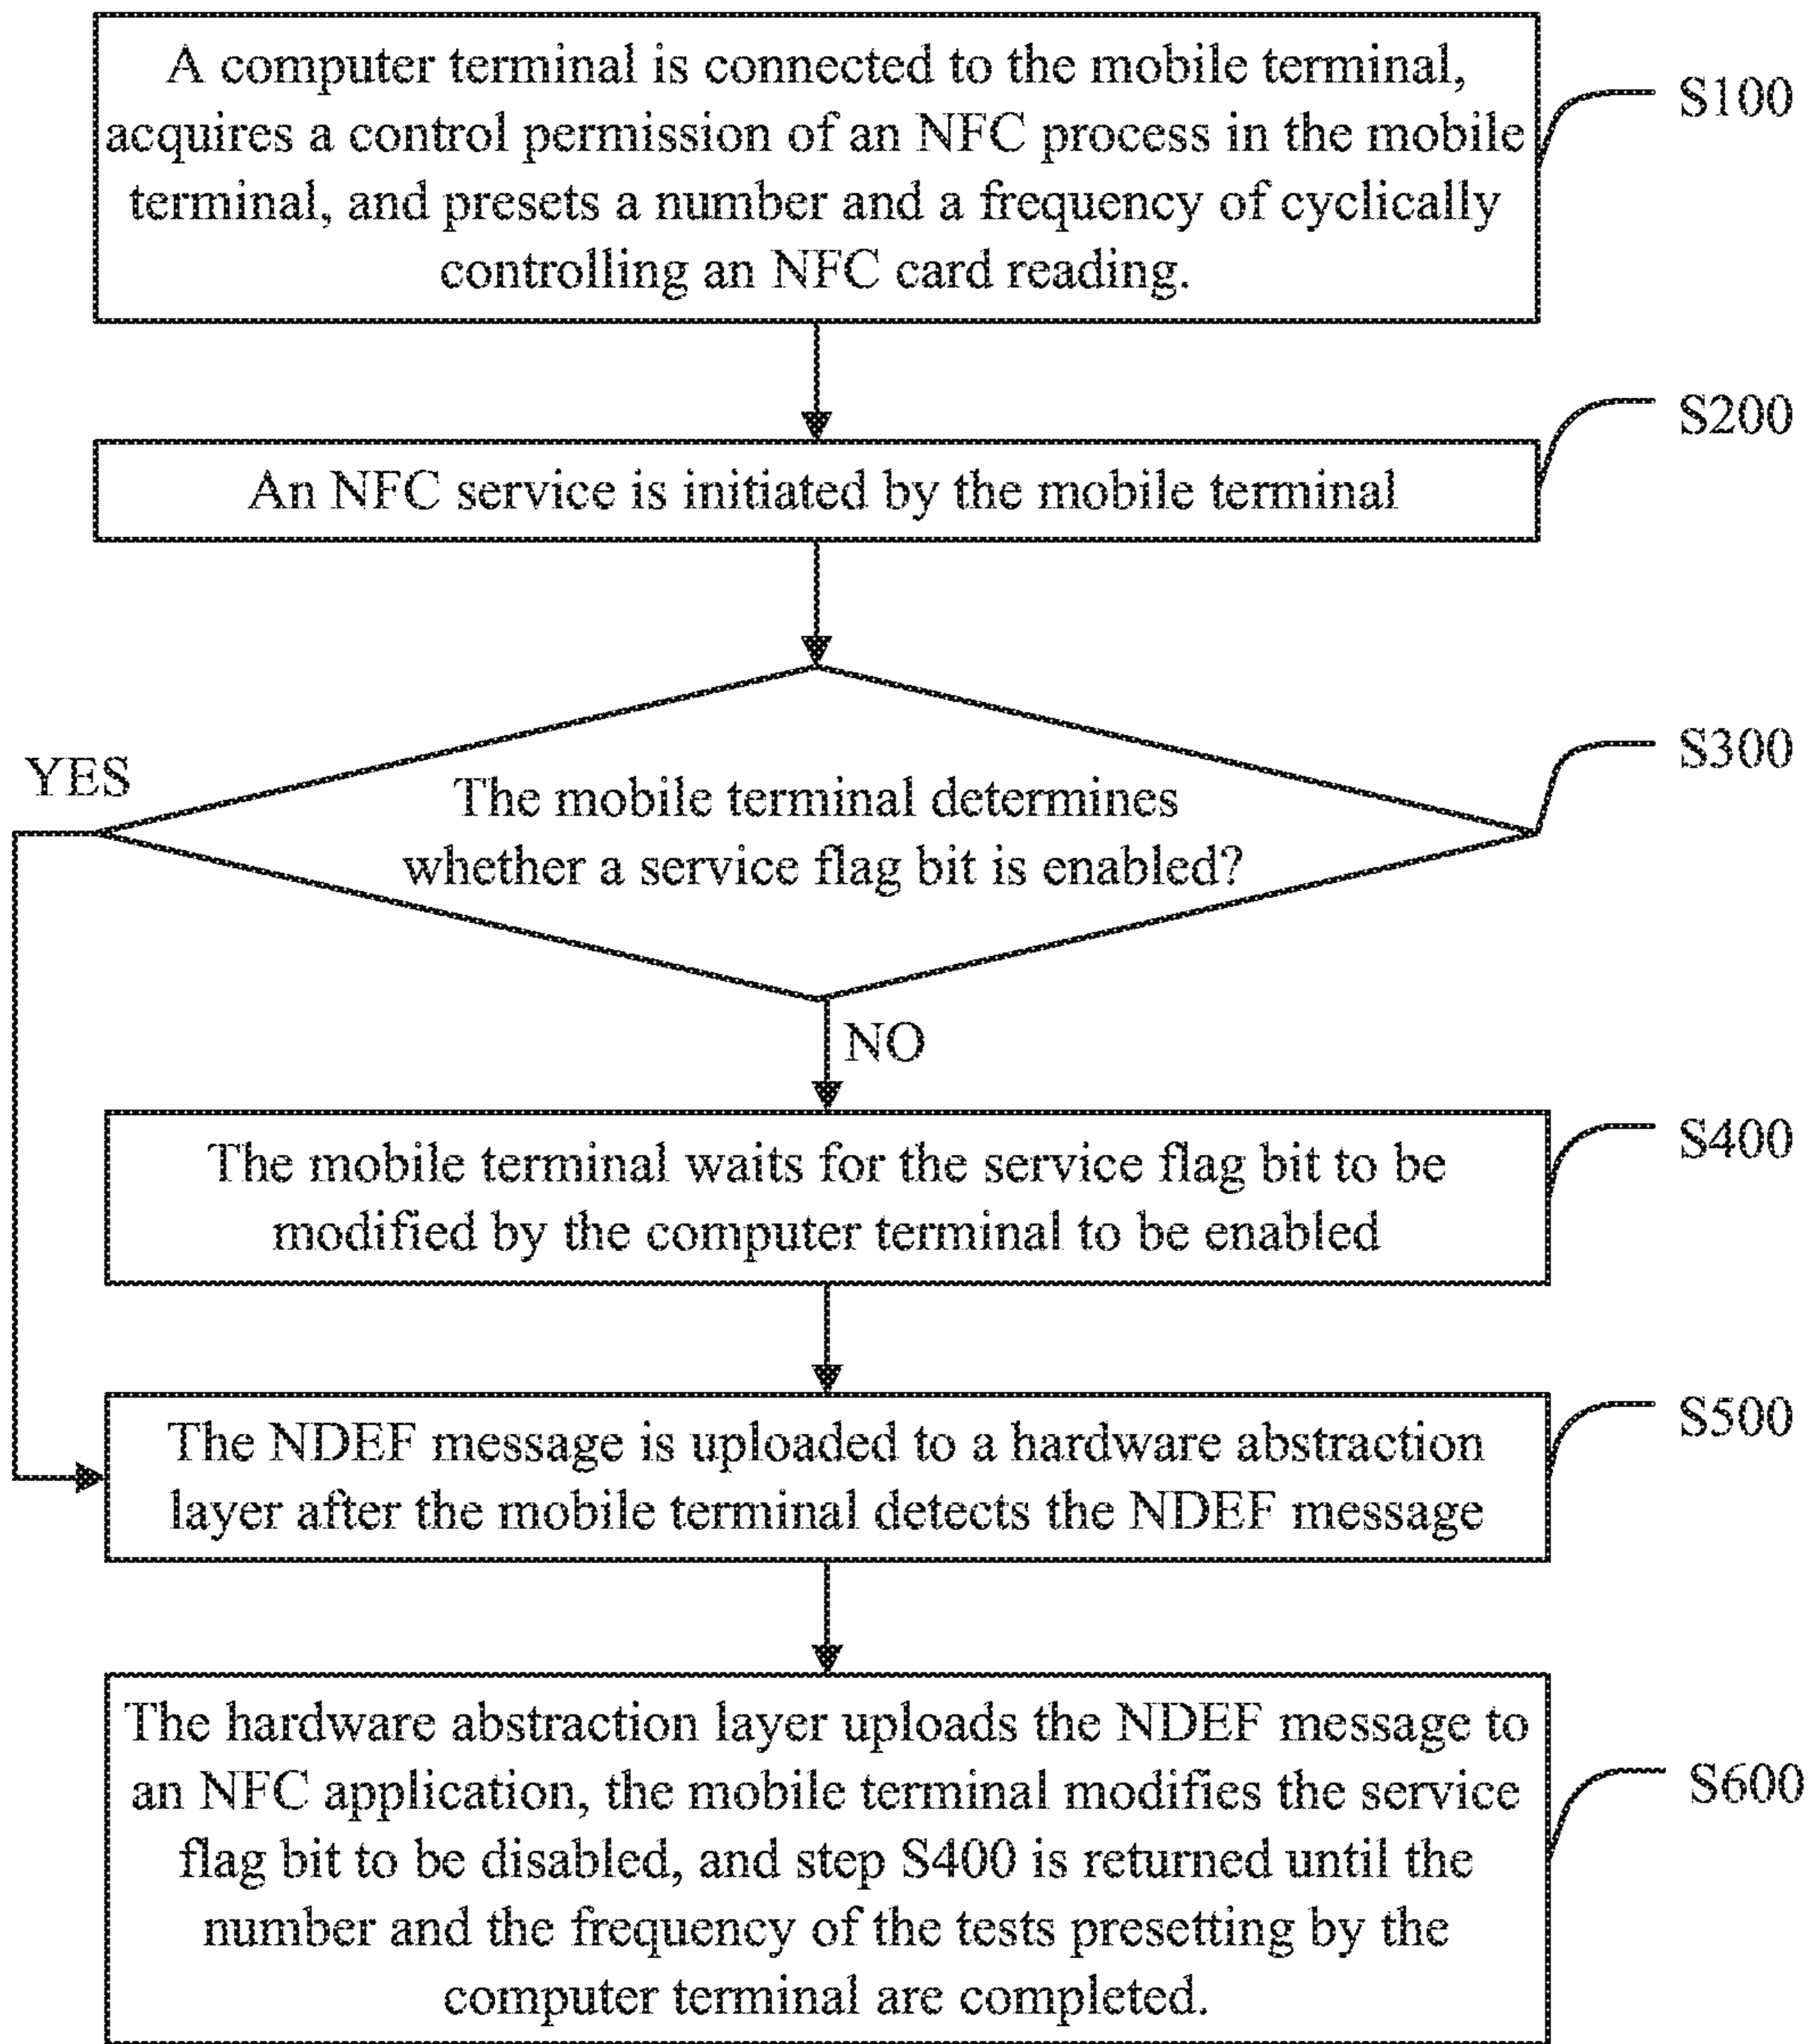 A computer terminal is connected to the mobile terminal,
acquires a control permission of an NFC process in the mobile
terminal, and presets a number and a frequency of cyclically
controlling an NFC card reading.
S100
An NFC service is initiated by the mobile terminal
S200
The mobile terminal determines
whether a service flag bit is enabled?
S300
YES
NO
The mobile terminal waits for the service flag bit to be
modified by the computer terminal to be enabled
S400
The NDEF message is uploaded to a hardware abstraction
layer after the mobile terminal detects the NDEF message
S500
The hardware abstraction layer uploads the NDEF message to
an NFC application, the mobile terminal modifies the service
flag bit to be disabled, and step S400 is returned until the
number and the frequency of the tests presetting by the
computer terminal are completed.
S600